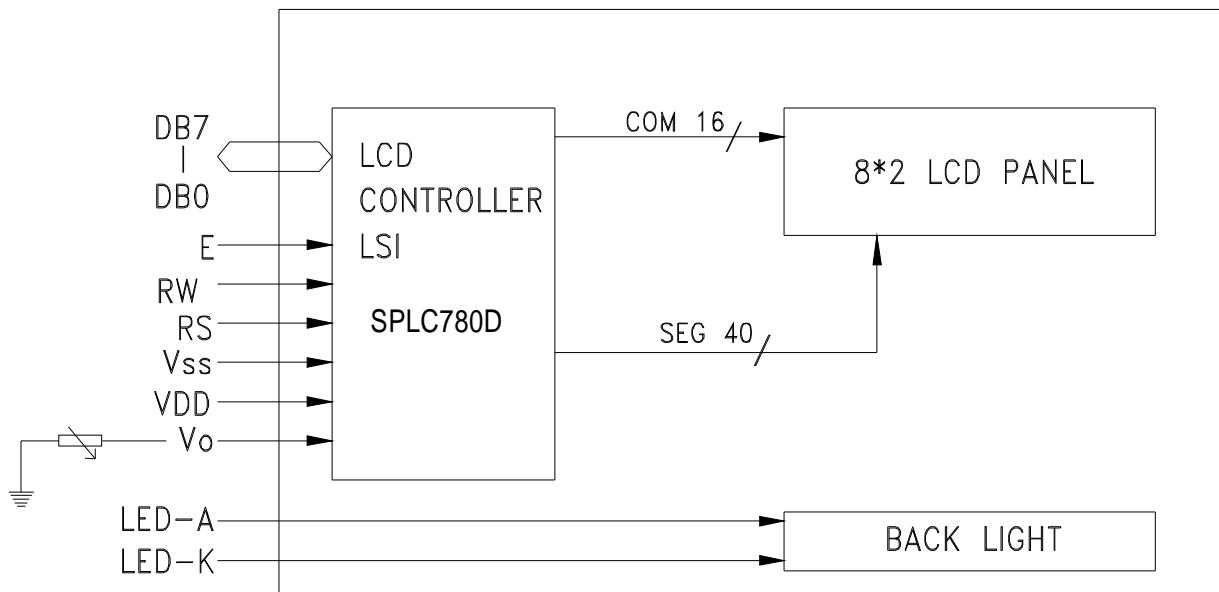 DB7
|
DB0
E
RW
RS
Vss
VDD
Vo
LED-A
LED-K
LCD
CONTROLLER
LSI
SPLC780D
COM 16
SEG 40
8*2 LCD PANEL
BACK LIGHT